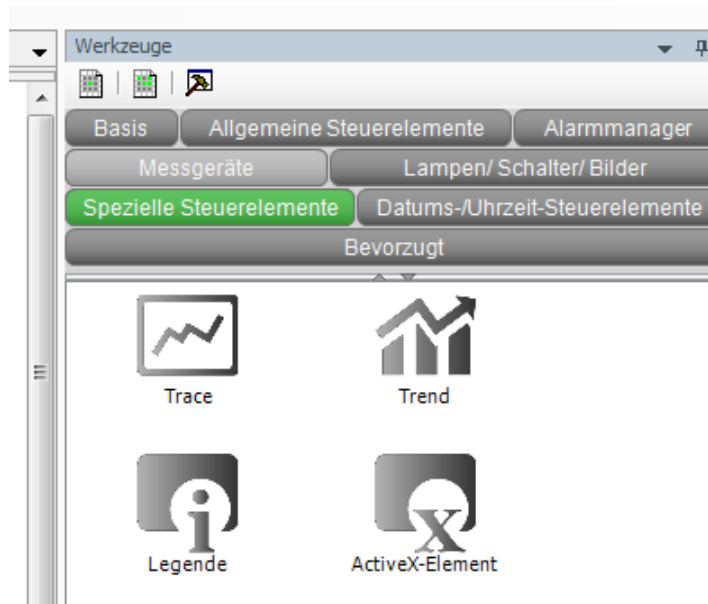 Werkzeuge
Basis Allgemeine Steuerelemente Alarmmanager
Messgeräte Lampen/ Schalter/ Bilder
Spezielle Steuerelemente Datums-/Uhrzeit-Steuerelemente
Bevorzugt
Trace Trend
Legende ActiveX-Element